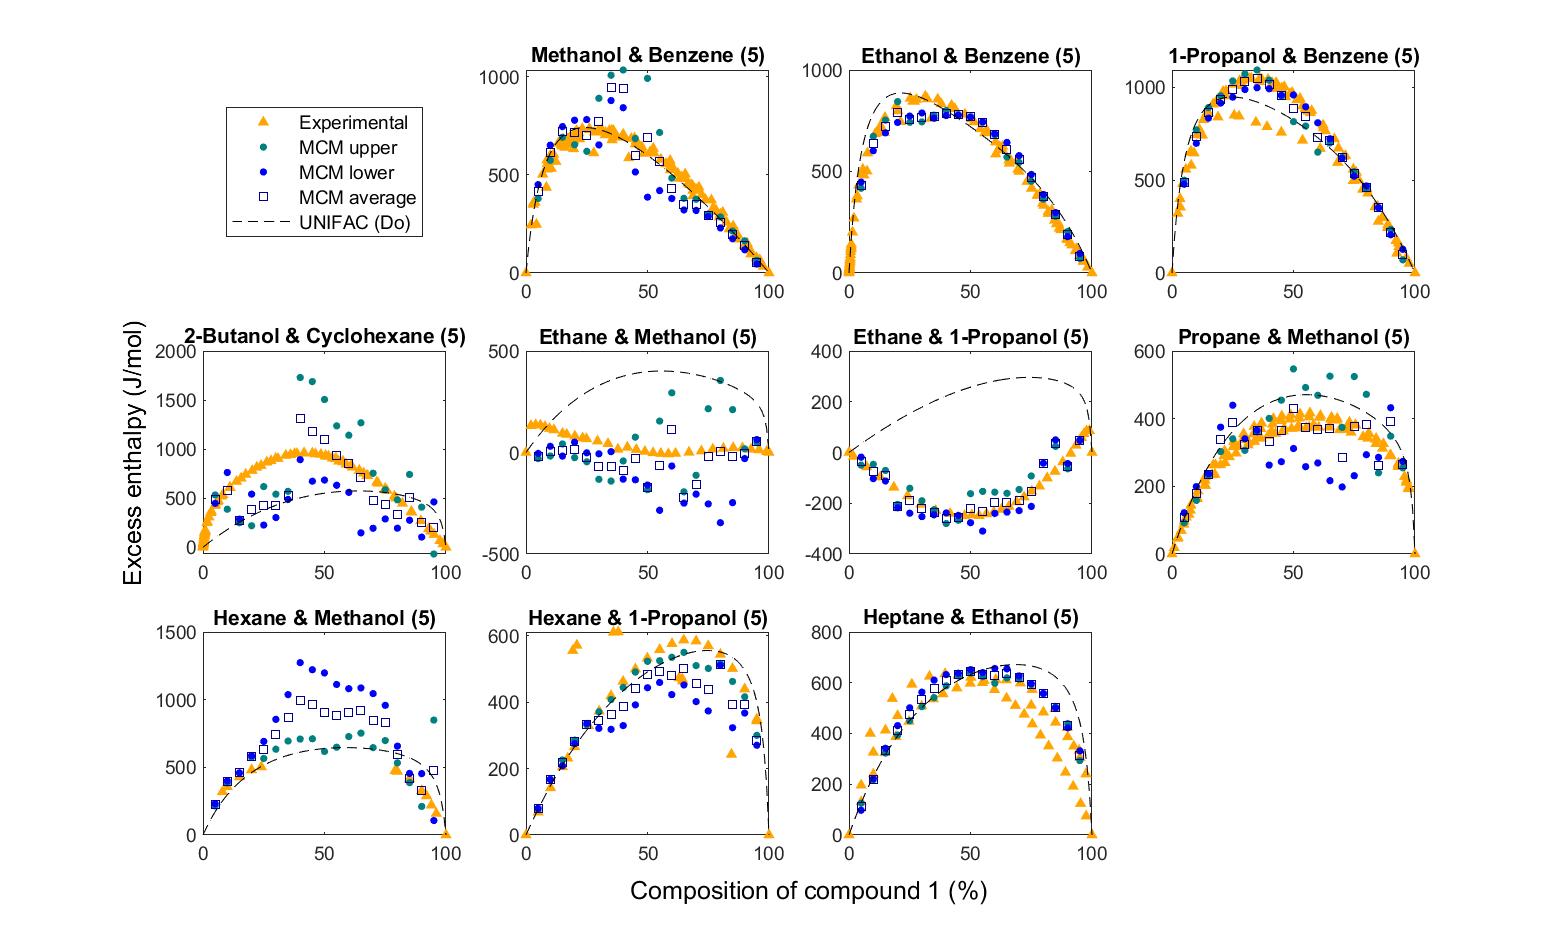 Methanol & Benzene (5)
Ethanol & Benzene (5)
1-Propanol & Benzene (5)
Experimental
MCM upper
MCM lower
MCM average
UNIFAC (Do)
1000
500
0
0 50 100
1000
500
0
0 50 100
1000
500
0
0 50 100
Excess enthalpy (J/mol)
2-Butanol & Cyclohexane (5)
Ethane & Methanol (5)
Ethane & 1-Propanol (5)
Propane & Methanol (5)
2000
1500
1000
500
0
0 50 100
500
0
-500
0 50 100
400
200
0
-200
-400
0 50 100
600
400
200
0
0 50 100
Hexane & Methanol (5)
Hexane & 1-Propanol (5)
Heptane & Ethanol (5)
1500
1000
500
0
0 50 100
600
400
200
0
0 50 100
800
600
400
200
0
0 50 100
Composition of compound 1 (%)